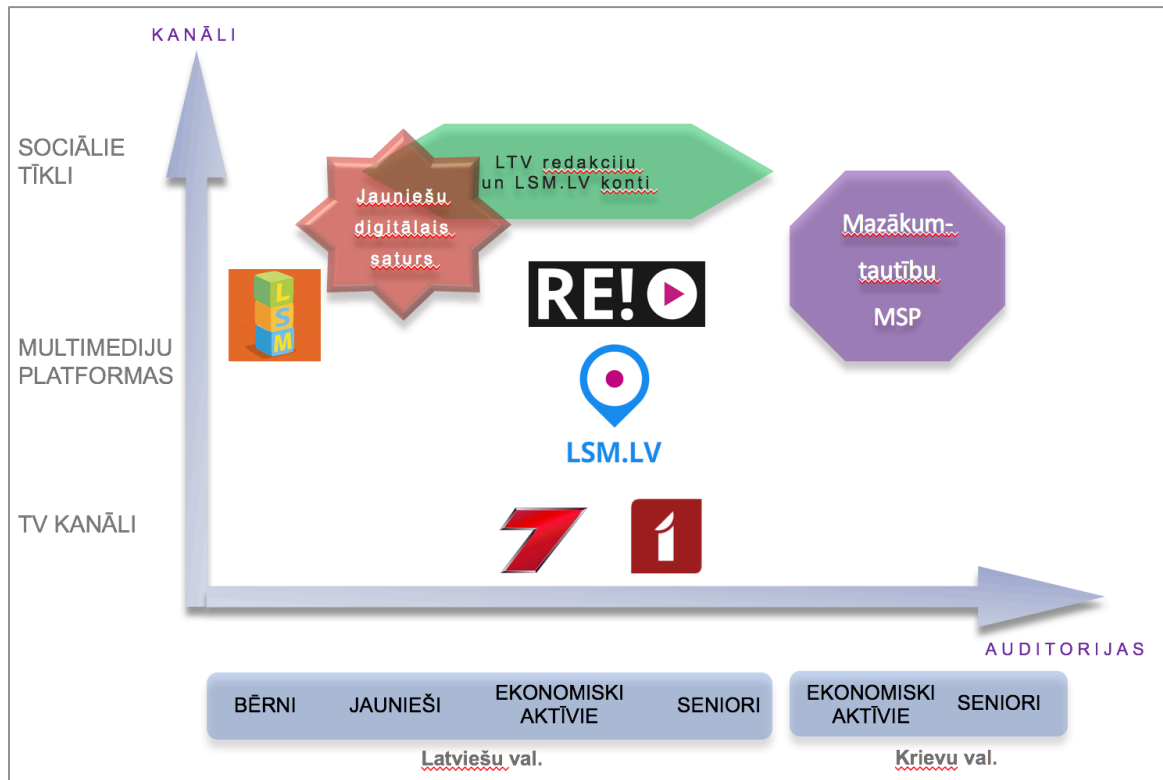 KANĀLI
SOCIĀLIE
TĪKLI
LTV redakciju
un LSM.LV konti
Jauniešu
digitālais
saturs
Mazākum-
tautību
MSP
L
S
M
RE!
MULTIMEDIJU
PLATFORMAS
LSM.LV
TV KANĀLI
7
1
AUDITORIJAS
BĒRNI
JAUNIEŠI
EKONOMISKI
AKTĪVIE
SENIORI
EKONOMISKI
AKTĪVIE
SENIORI
Latviešu val.
Krievu val.